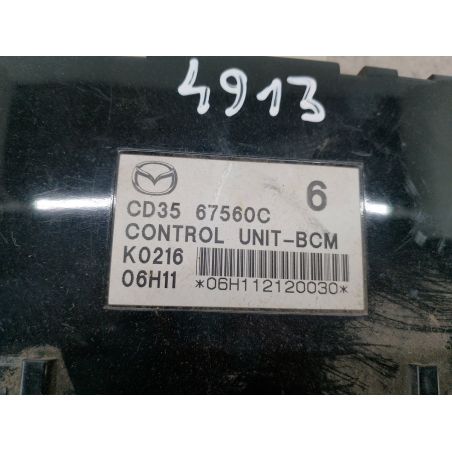 4913
6
CD35 67560C
CONTROL UNIT-BCM
K0216
06H11 *06H112120030*